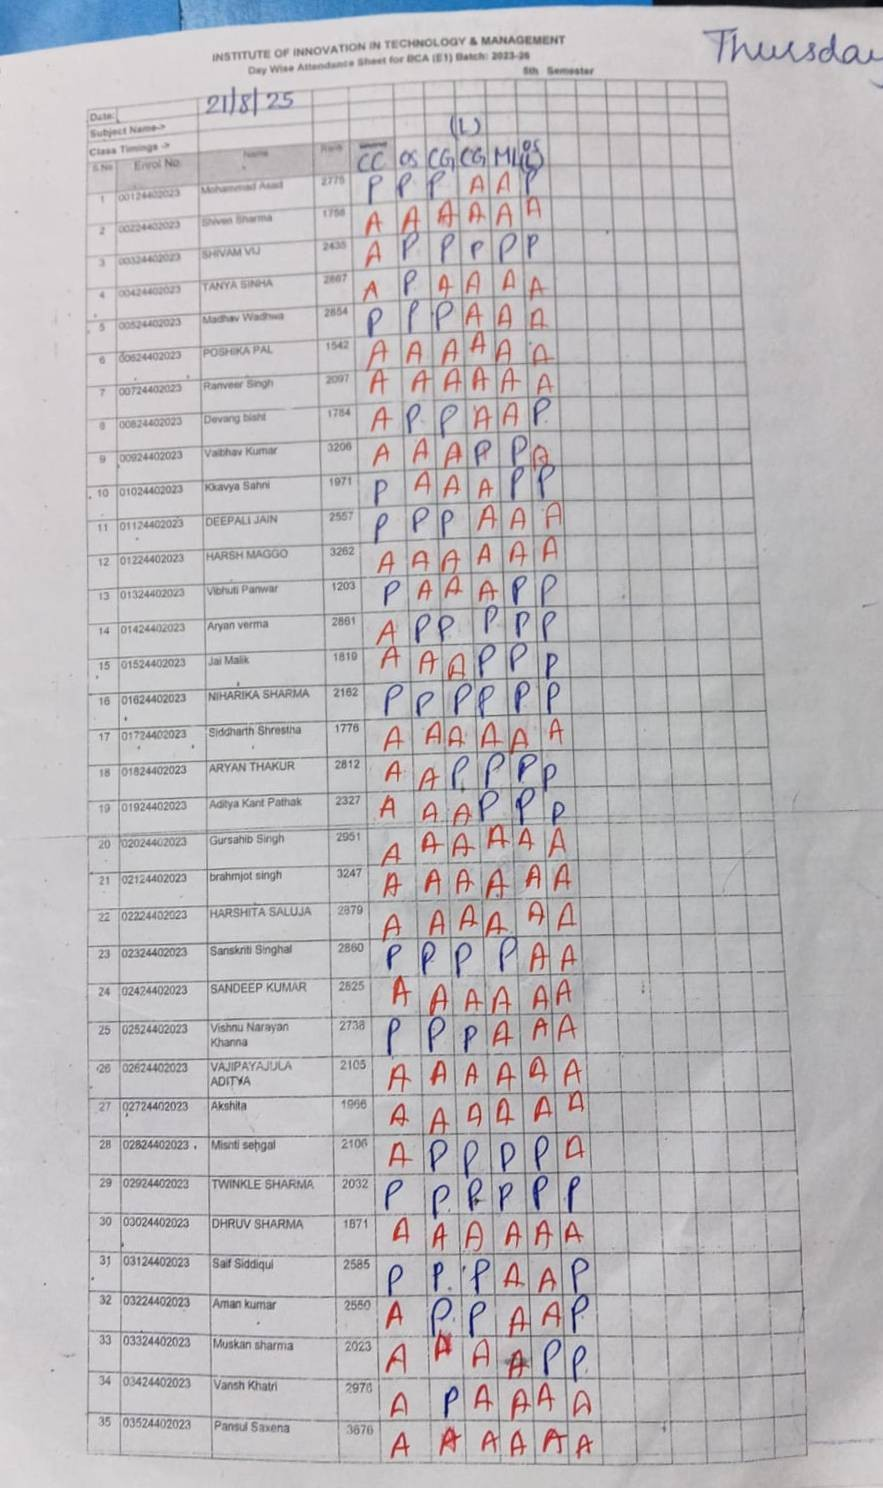 Thursday
INSTITUTE OF INNOVATION IN TECHNOLOGY & MANAGEMENT
Day Wise Attendance Sheet for BCA (E1) Batch: 2023-26
5th Semester
Date: 21/8/25
Subject Name->
(L)
Class Timings ->
S.No Enrol No. Name Rank CC OS CG CG ML OS (L)
1 00124402023 Mohammad Asad 2775 P P P A A P
2 00224402023 Shiven Sharma 1756 A A A A A A
3 00324402023 SHIVAM VIJ 2435 A P P P P P
4 00424402023 TANYA SINHA 2867 A P A A A A
5 00524402023 Madhav Wadhwa 2854 P P P A A A
6 00624402023 POSHIKA PAL 1542 A A A A A A
7 00724402023 Ranveer Singh 2097 A A A A A A
8 00824402023 Devang bisht 1784 A P P A A P
9 00924402023 Vaibhav Kumar 3206 A A A P P A
10 01024402023 Kkavya Sahni 1971 P A A A P P
11 01124402023 DEEPALI JAIN 2557 P P P A A A
12 01224402023 HARSH MAGGO 3262 A A A A A A
13 01324402023 Vibhuti Panwar 1203 P A A A P P
14 01424402023 Aryan verma 2861 A P P P P P
15 01524402023 Jai Malik 1819 A A A P P P
16 01624402023 NIHARIKA SHARMA 2162 P P P P P P
17 01724402023 Siddharth Shrestha 1776 A A A A A A
18 01824402023 ARYAN THAKUR 2812 A A P P P P
19 01924402023 Aditya Kant Pathak 2327 A A A P P P
20 02024402023 Gursahib Singh 2951 A A A A A A
21 02124402023 brahmjot singh 3247 A A A A A A
22 02224402023 HARSHITA SALUJA 2879 A A A A A A
23 02324402023 Sanskriti Singhal 2860 P P P P A A
24 02424402023 SANDEEP KUMAR 2825 A A A A A A
25 02524402023 Vishnu Narayan 2738 P P P A A A
Khanna
26 02624402023 VAJIPAYAJULA 2105 A A A A A A
ADITYA
27 02724402023 Akshita 1966 A A A A A A
28 02824402023 Mishti sehgal 2106 A P P P P A
29 02924402023 TWINKLE SHARMA 2032 P P P P P P
30 03024402023 DHRUV SHARMA 1871 A A A A A A
31 03124402023 Saif Siddiqui 2585 P P P A A P
32 03224402023 Aman kumar 2550 A P P A A P
33 03324402023 Muskan sharma 2023 A A A A P P
34 03424402023 Vansh Khatri 2976 A P A A A A
35 03524402023 Pansul Saxena 3676 A A A A A A